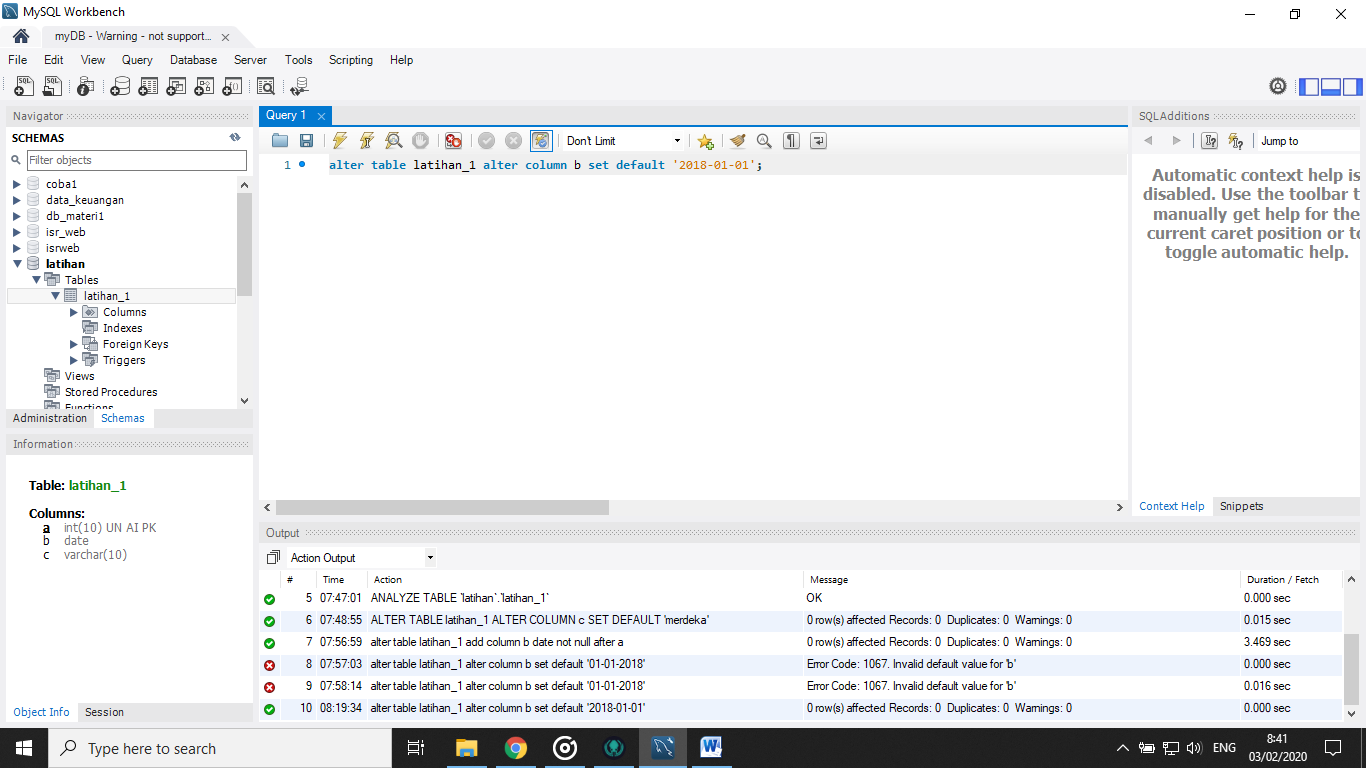 MySQL Workbench
myDB - Warning - not support...
File Edit View Query Database Server Tools Scripting Help
Navigator
SCHEMAS
Filter objects
coba1
data_keuangan
db_materi1
isr_web
isrweb
latihan
Tables
latihan_1
Columns
Indexes
Foreign Keys
Triggers
Views
Stored Procedures
Functions
Administration Schemas
Information
Table: latihan_1
Columns:
a int(10) UN AI PK
b date
c varchar(10)
Object Info Session
Query 1
Don't Limit
1 alter table latihan_1 alter column b set default '2018-01-01';
SQLAdditions
Jump to
Automatic context help is
disabled. Use the toolbar t
manually get help for the
current caret position or to
toggle automatic help.
Context Help Snippets
Output
Action Output
# Time Action Message Duration / Fetch
5 07:47:01 ANALYZE TABLE `latihan`.`latihan_1` OK 0.000 sec
6 07:48:55 ALTER TABLE latihan_1 ALTER COLUMN c SET DEFAULT 'merdeka' 0 row(s) affected Records: 0 Duplicates: 0 Warnings: 0 0.015 sec
7 07:56:59 alter table latihan_1 add column b date not null after a 0 row(s) affected Records: 0 Duplicates: 0 Warnings: 0 3.469 sec
8 07:57:03 alter table latihan_1 alter column b set default '01-01-2018' Error Code: 1067. Invalid default value for 'b' 0.000 sec
9 07:58:14 alter table latihan_1 alter column b set default '01-01-2018' Error Code: 1067. Invalid default value for 'b' 0.016 sec
10 08:19:34 alter table latihan_1 alter column b set default '2018-01-01' 0 row(s) affected Records: 0 Duplicates: 0 Warnings: 0 0.000 sec
Type here to search
ENG
8:41
03/02/2020